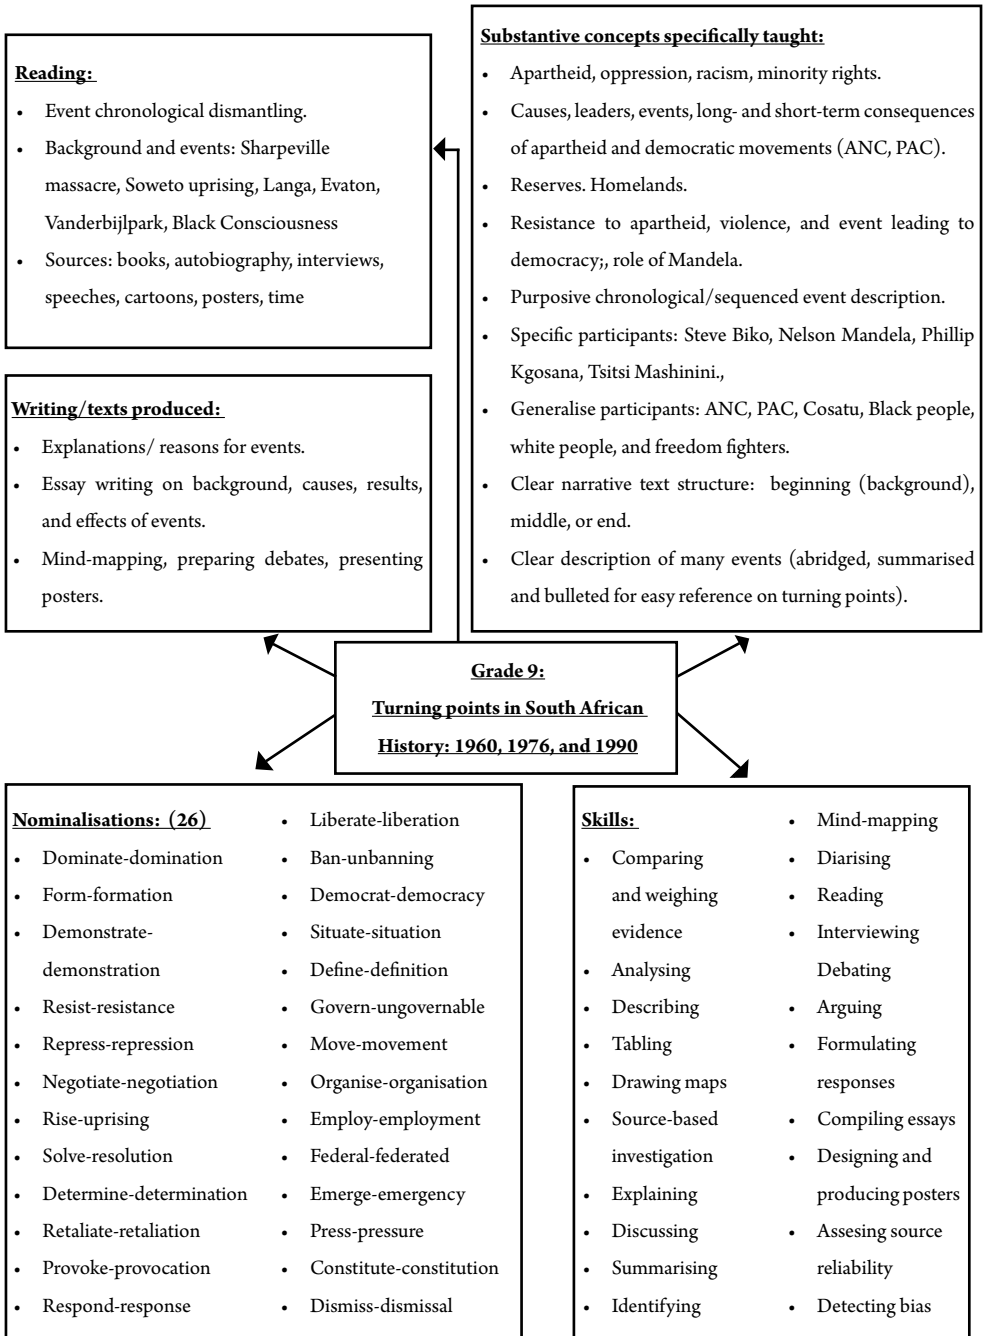 Reading:
• Event chronological dismantling.
• Background and events: Sharpeville
massacre, Soweto uprising, Langa, Evaton,
Vanderbijlpark, Black Consciousness
• Sources: books, autobiography, interviews,
speeches, cartoons, posters, time
Writing/texts produced:
• Explanations/ reasons for events.
• Essay writing on background, causes, results,
and effects of events.
• Mind-mapping, preparing debates, presenting
posters.
Substantive concepts specifically taught:
• Apartheid, oppression, racism, minority rights.
• Causes, leaders, events, long- and short-term consequences
of apartheid and democratic movements (ANC, PAC).
• Reserves. Homelands.
• Resistance to apartheid, violence, and event leading to
democracy;, role of Mandela.
• Purposive chronological/sequenced event description.
• Specific participants: Steve Biko, Nelson Mandela, Phillip
Kgosana, Tsitsi Mashinini.,
• Generalise participants: ANC, PAC, Cosatu, Black people,
white people, and freedom fighters.
• Clear narrative text structure: beginning (background),
middle, or end.
• Clear description of many events (abridged, summarised
and bulleted for easy reference on turning points).
Grade 9:
Turning points in South African
History: 1960, 1976, and 1990
Nominalisations: (26)
• Dominate-domination
• Form-formation
• Demonstrate-
demonstration
• Resist-resistance
• Repress-repression
• Negotiate-negotiation
• Rise-uprising
• Solve-resolution
• Determine-determination
• Retaliate-retaliation
• Provoke-provocation
• Respond-response
• Liberate-liberation
• Ban-unbanning
• Democrat-democracy
• Situate-situation
• Define-definition
• Govern-ungovernable
• Move-movement
• Organise-organisation
• Employ-employment
• Federal-federated
• Emerge-emergency
• Press-pressure
• Constitute-constitution
• Dismiss-dismissal
Skills:
• Comparing
and weighing
evidence
• Analysing
• Describing
• Tabling
• Drawing maps
• Source-based
investigation
• Explaining
• Discussing
• Summarising
• Identifying
• Mind-mapping
• Diarising
• Reading
• Interviewing
Debating
• Arguing
• Formulating
responses
• Compiling essays
• Designing and
producing posters
• Assesing source
reliability
• Detecting bias